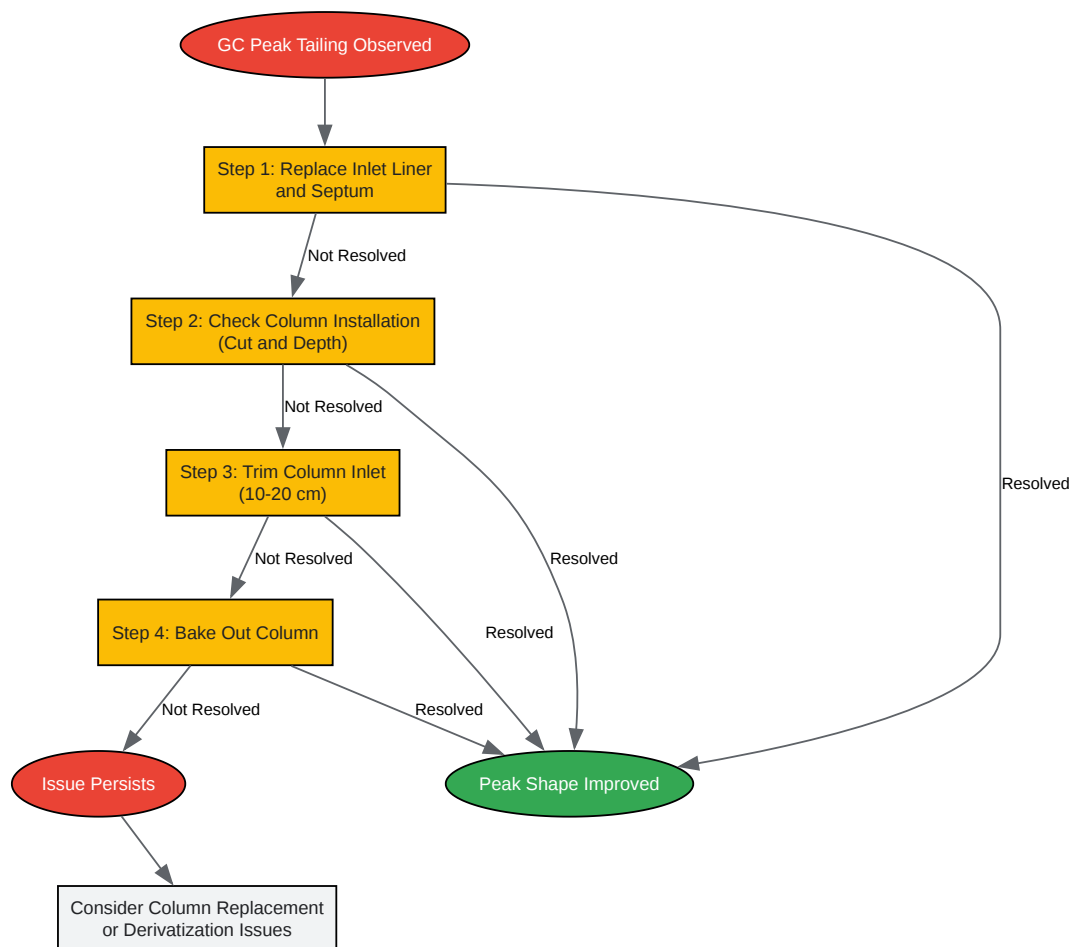 GC Peak Tailing Observed
Step 1: Replace Inlet Liner
and Septum
Not Resolved
Step 2: Check Column Installation
(Cut and Depth)
Not Resolved
Step 3: Trim Column Inlet
(10-20 cm)
Resolved
Not Resolved
Resolved
Step 4: Bake Out Column
Resolved
Not Resolved
Resolved
Issue Persists
Peak Shape Improved
Consider Column Replacement
or Derivatization Issues